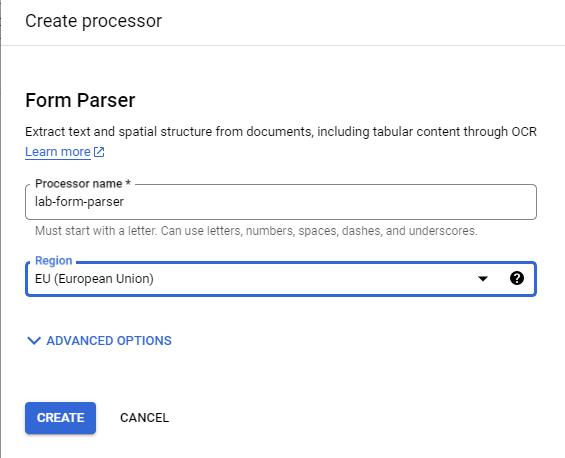 Create processor
Form Parser
Extract text and spatial structure from documents, including tabular content through OCR
Learn more
Processor name *
lab-form-parser
Must start with a letter. Can use letters, numbers, spaces, dashes, and underscores.
Region
EU (European Union)
?
ADVANCED OPTIONS
CREATE CANCEL